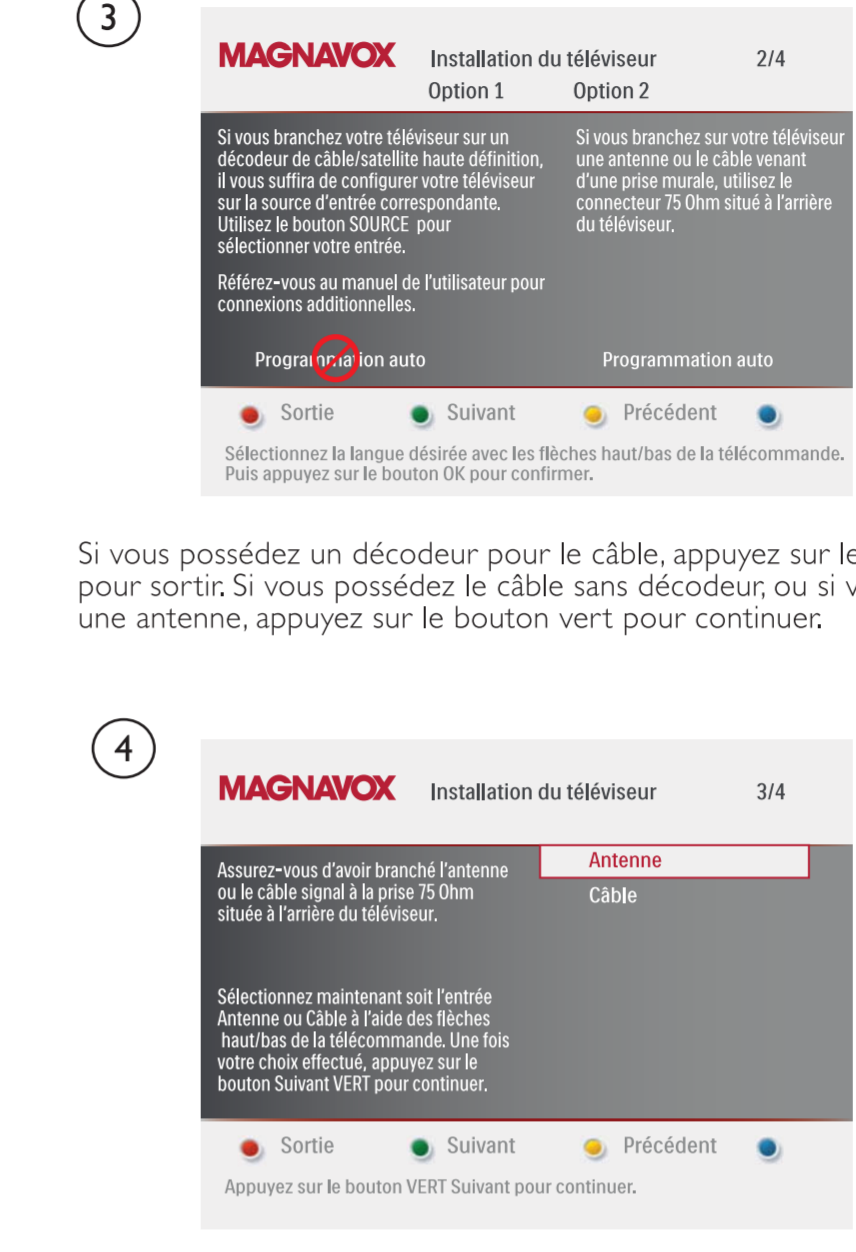 3
MAGNAVOX Installation du téléviseur 2/4
Option 1 Option 2
Si vous branchez votre téléviseur sur un
décodeur de câble/satellite haute définition,
il vous suffira de configurer votre téléviseur
sur la source d'entrée correspondante.
Utilisez le bouton SOURCE pour
sélectionner votre entrée.
Référez-vous au manuel de l'utilisateur pour
connexions additionnelles.
Programmation auto
Si vous branchez sur votre téléviseur
une antenne ou le câble venant
d'une prise murale, utilisez le
connecteur 75 Ohm situé à l'arrière
du téléviseur.
Programmation auto
Sortie Suivant Précédent
Sélectionnez la langue désirée avec les flèches haut/bas de la télécommande.
Puis appuyez sur le bouton OK pour confirmer.
Si vous possédez un décodeur pour le câble, appuyez sur le
pour sortir. Si vous possédez le câble sans décodeur, ou si v
une antenne, appuyez sur le bouton vert pour continuer.
4
MAGNAVOX Installation du téléviseur 3/4
Assurez-vous d'avoir branché l'antenne
ou le câble signal à la prise 75 Ohm
située à l'arrière du téléviseur.
Sélectionnez maintenant soit l'entrée
Antenne ou Câble à l'aide des flèches
haut/bas de la télécommande. Une fois
votre choix effectué, appuyez sur le
bouton Suivant VERT pour continuer.
Antenne
Câble
Sortie Suivant Précédent
Appuyez sur le bouton VERT Suivant pour continuer.